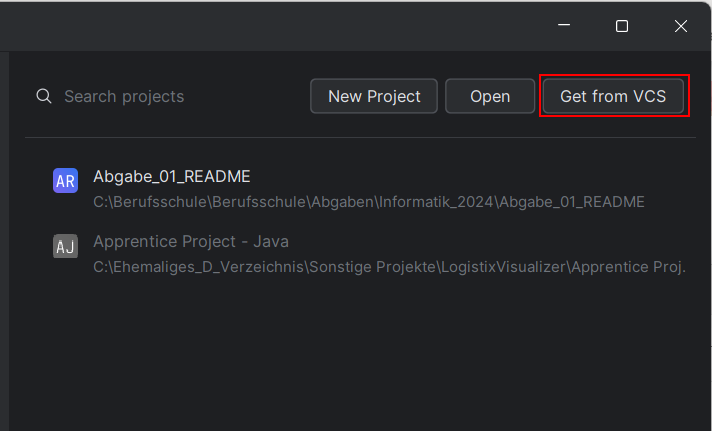 Search projects
New Project
Open
Get from VCS
AR
Abgabe_01_README
C:\Berufsschule\Berufsschule\Abgaben\Informatik_2024\Abgabe_01_README
AJ
Apprentice Project - Java
C:\Ehemaliges_D_Verzeichnis\Sonstige Projekte\LogistixVisualizer\Apprentice Proj.